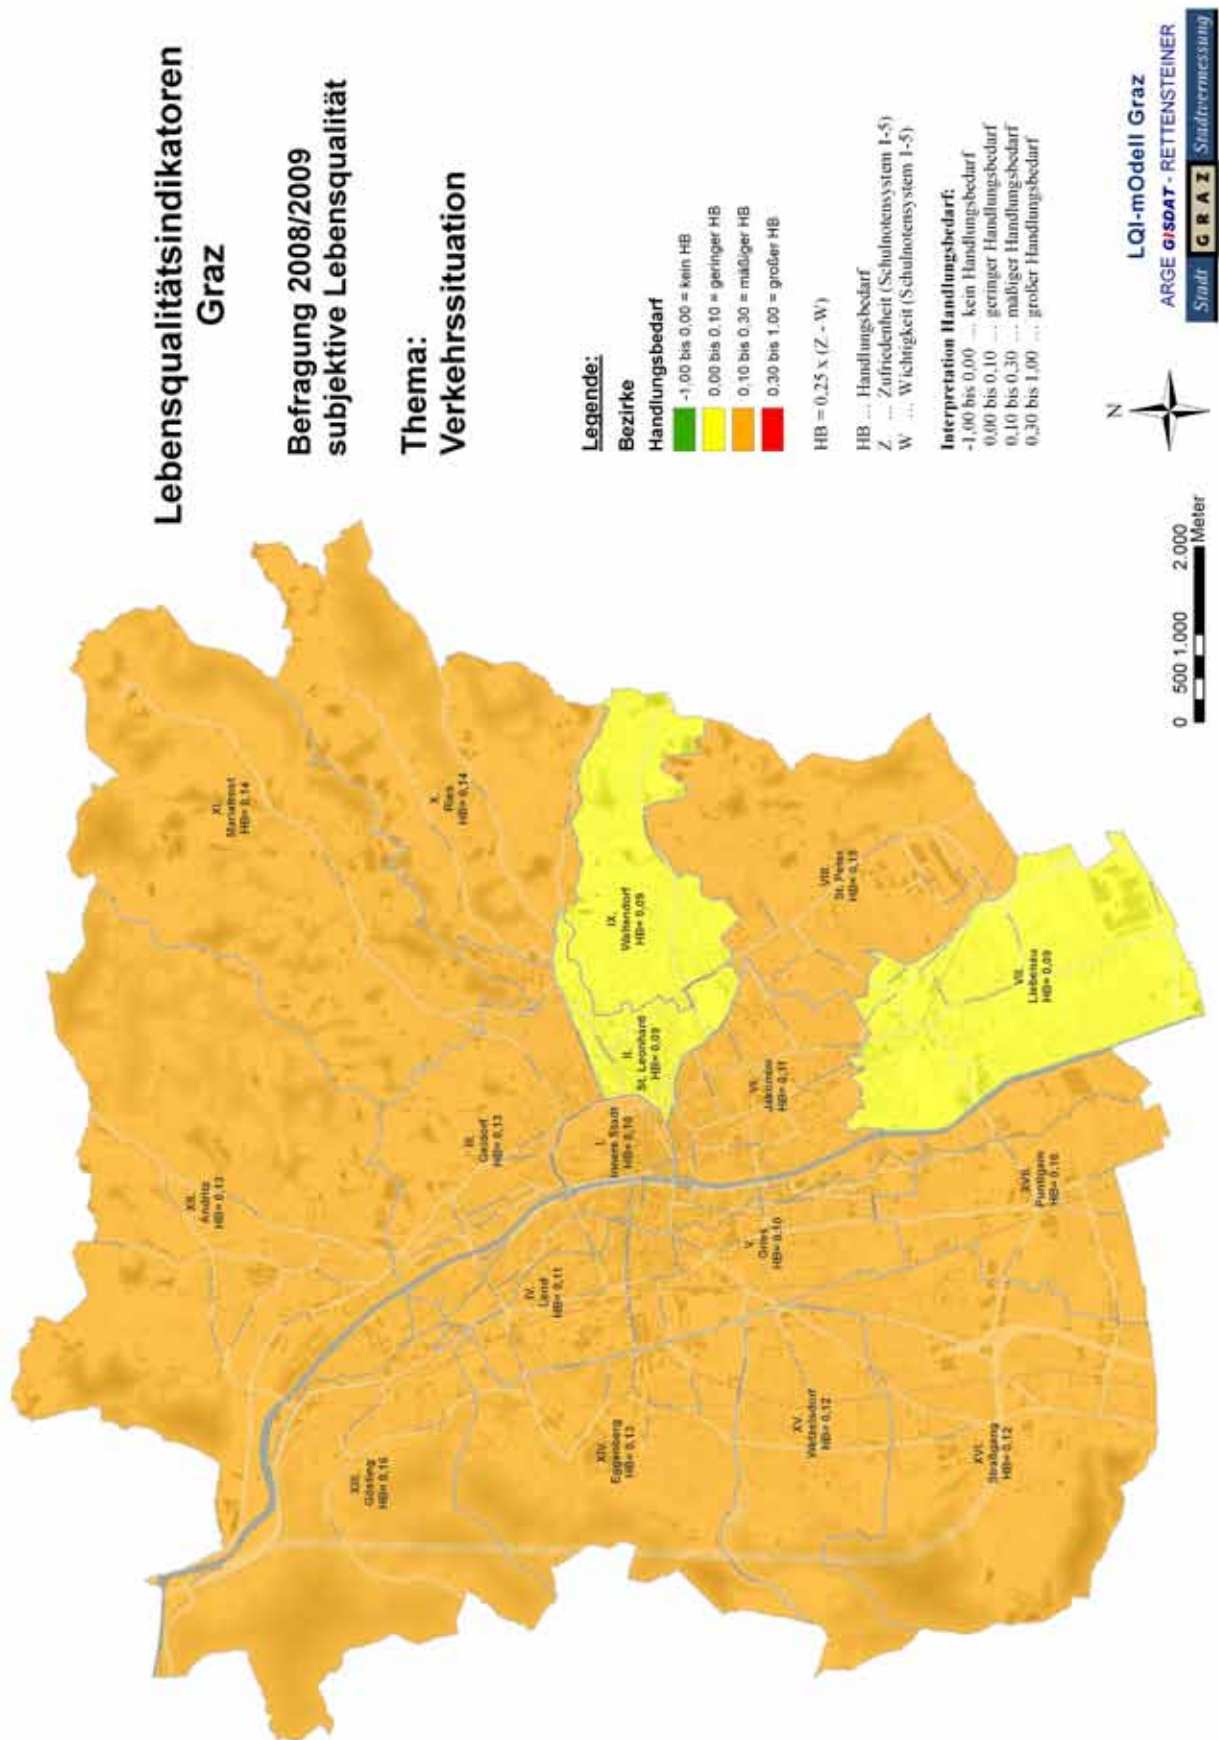 Lebensqualitätsindikatoren
Graz
Befragung 2008/2009
subjektive Lebensqualität
Thema:
Verkehrssituation
Legende:
Bezirke
Handlungsbedarf
-1,00 bis 0,00 = kein HB
0,00 bis 0,10 = geringer HB
0,10 bis 0,30 = mäßiger HB
0,30 bis 1,00 = großer HB
HB = 0,25 x (Z - W)
HB ... Handlungsbedarf
Z ... Zufriedenheit (Schulnotensystem 1-5)
W ... Wichtigkeit (Schulnotensystem 1-5)
Interpretation Handlungsbedarf:
-1,00 bis 0,00 ... kein Handlungsbedarf
0,00 bis 0,10 ... geringer Handlungsbedarf
0,10 bis 0,30 ... mäßiger Handlungsbedarf
0,30 bis 1,00 ... großer Handlungsbedarf
N
0 500 1.000 2.000
Meter
LQI-mOdell Graz
ARGE GISDAT - RETTENSTEINER
Stadt GRAZ Stadtvermessung
XI.
Mariatrost
HB= 0,14
X.
Ries
HB= 0,14
XII.
Andritz
HB= 0,13
III.
Geidorf
HB= 0,13
IX.
Waltendorf
HB= 0,09
II.
St. Leonhard
HB= 0,09
I.
Innere Stadt
HB= 0,10
VIII.
St. Peter
HB= 0,13
VI.
Jakomini
HB= 0,11
VII.
Liebenau
HB= 0,09
XIII.
Gösting
HB= 0,16
IV.
Lend
HB= 0,11
V.
Gries
XIV.
Eggenberg
HB= 0,13
XV.
Wetzelsdorf
HB= 0,12
XVI.
Straßgang
HB= 0,12
XVII.
Puntigam